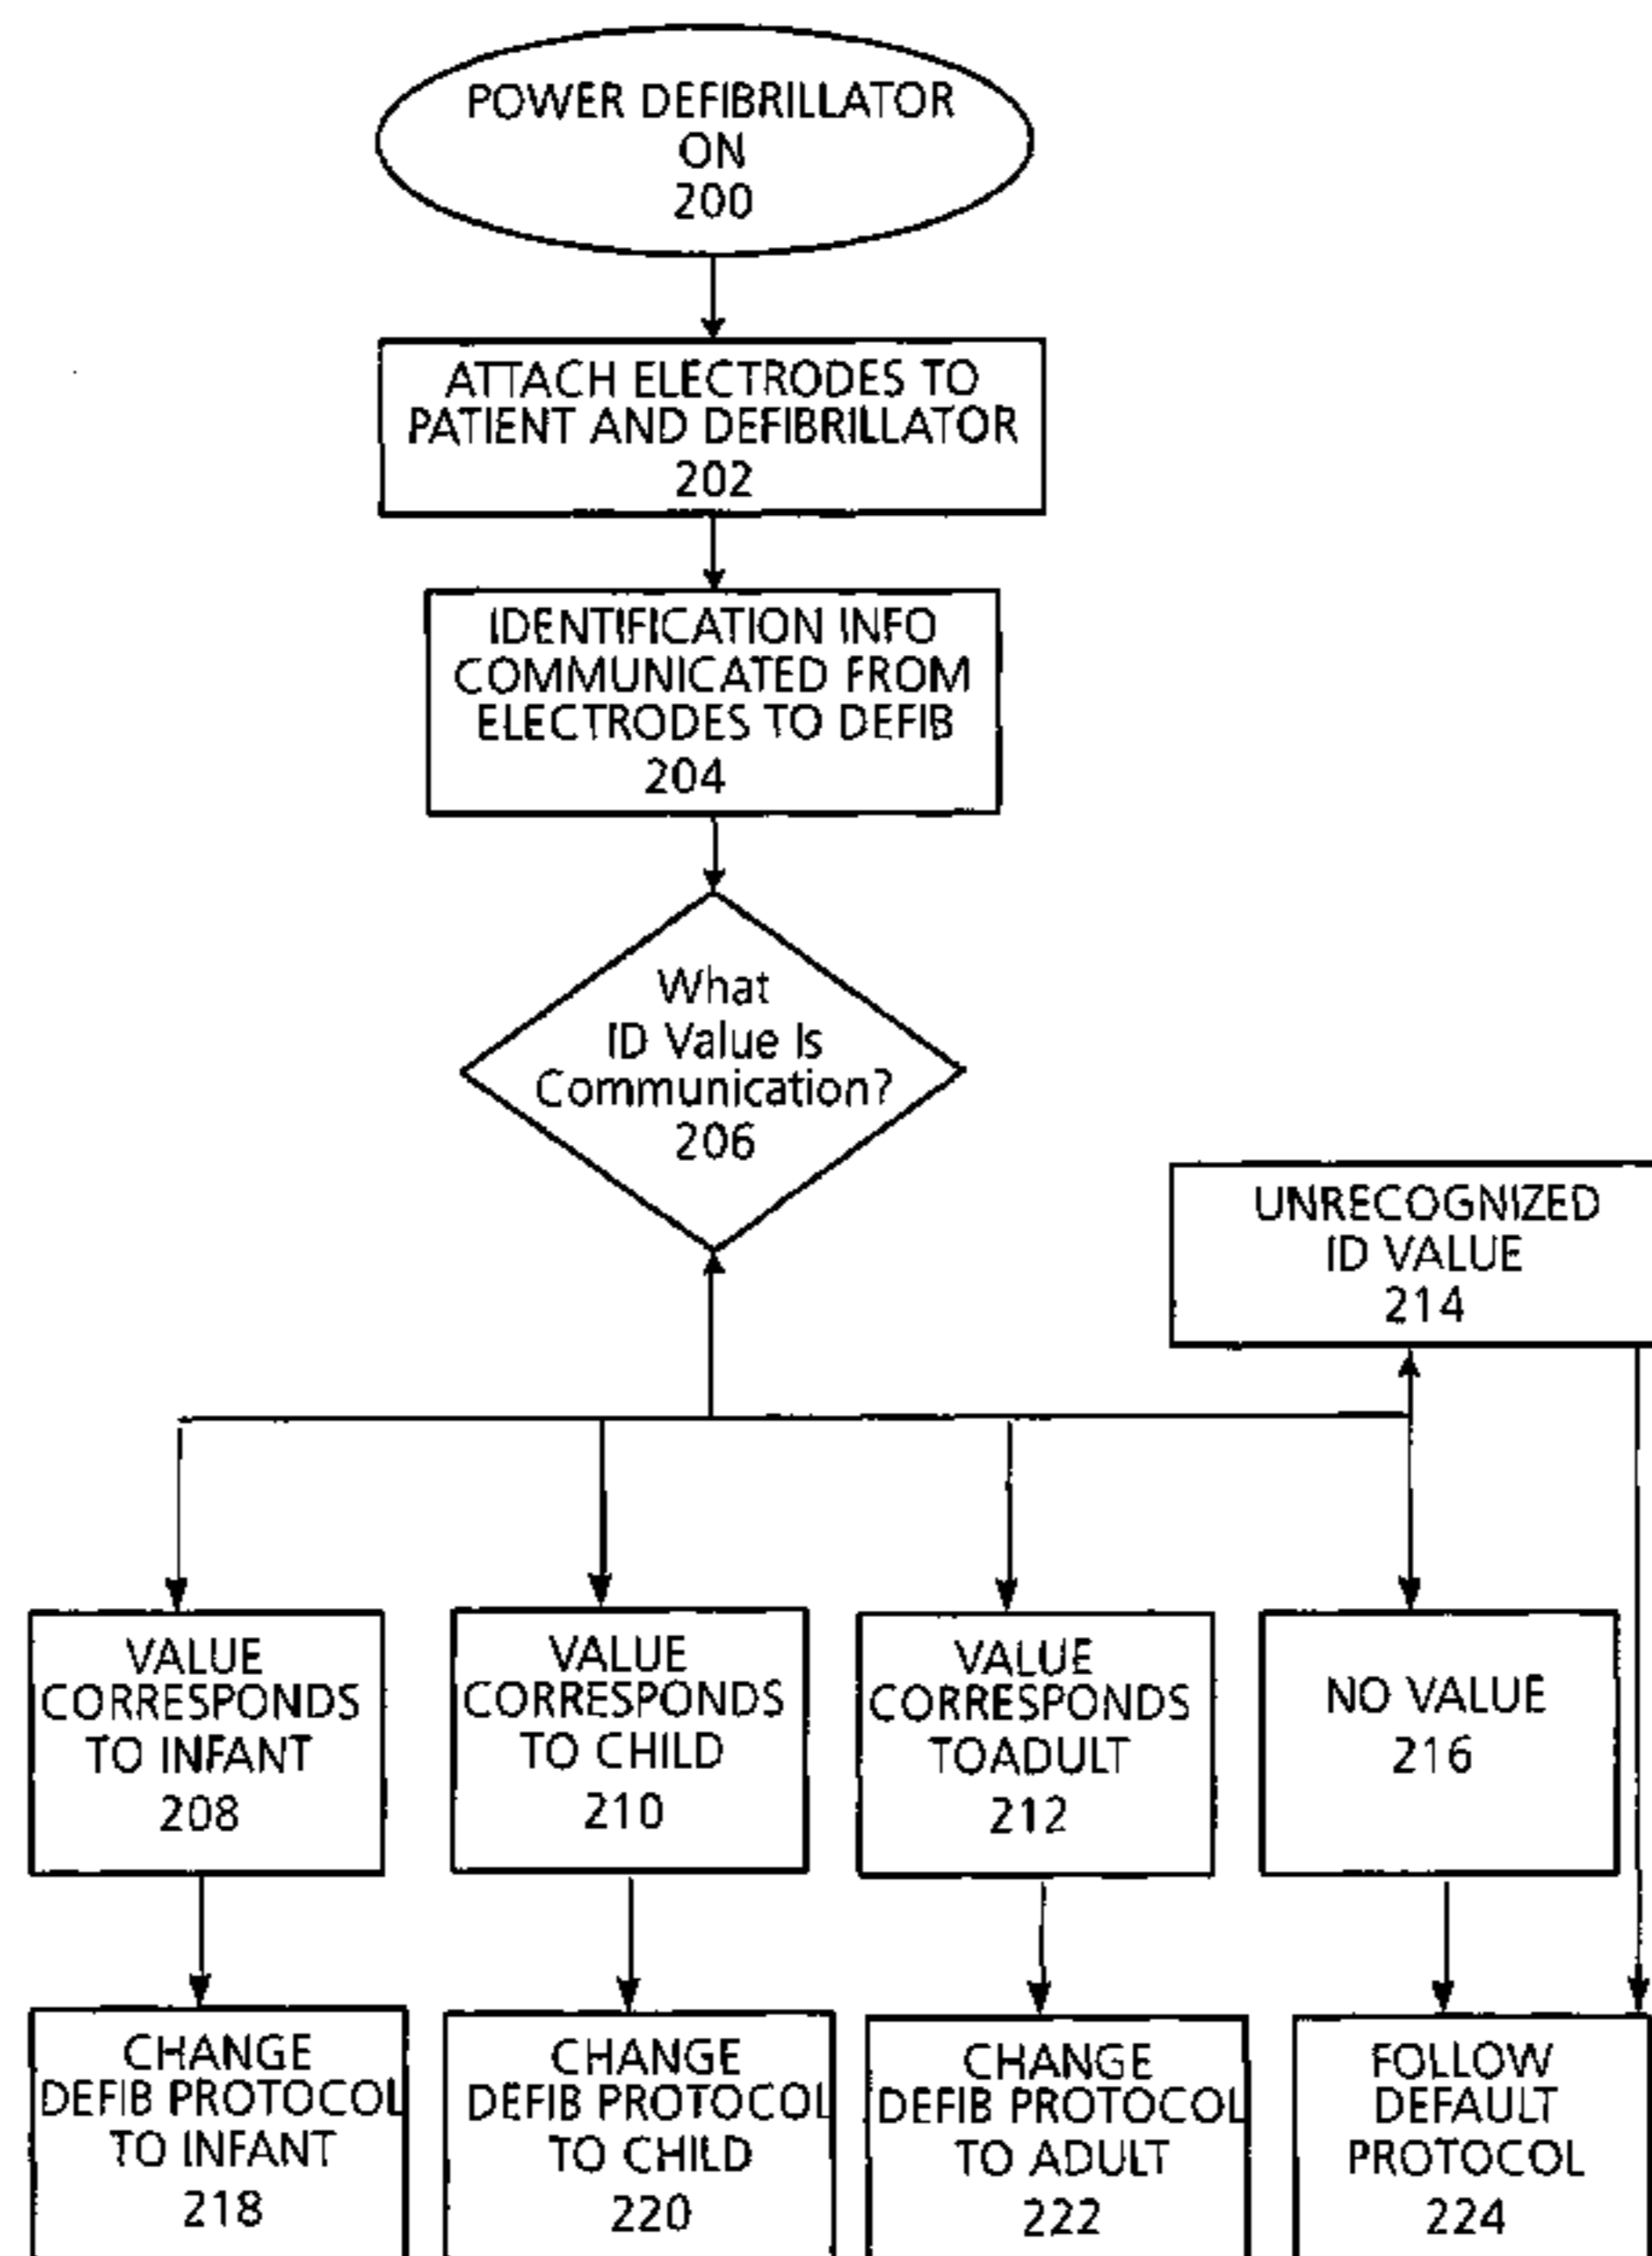 POWER DEFIBRILLATOR
ON
200
ATTACH ELECTRODES TO
PATIENT AND DEFIBRILLATOR
202
IDENTIFICATION INFO
COMMUNICATED FROM
ELECTRODES TO DEFIB
204
What
ID Value Is
Communication?
206
UNRECOGNIZED
ID VALUE
214
VALUE
CORRESPONDS
TO INFANT
208
VALUE
CORRESPONDS
TO CHILD
210
VALUE
CORRESPONDS
TOADULT
212
NO VALUE
216
CHANGE
DEFIB PROTOCOL
TO INFANT
218
CHANGE
DEFIB PROTOCOL
TO CHILD
220
CHANGE
DEFIB PROTOCOL
TO ADULT
222
FOLLOW
DEFAULT
PROTOCOL
224